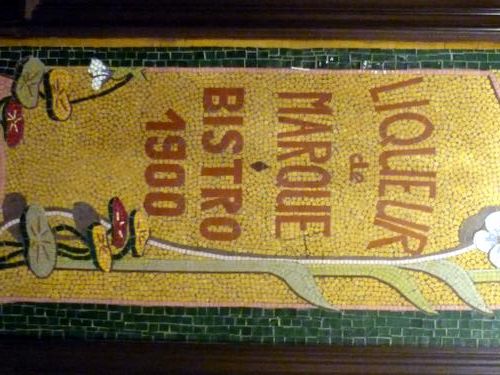 LIQUEUR
de
MARQUE
BISTRO
1900